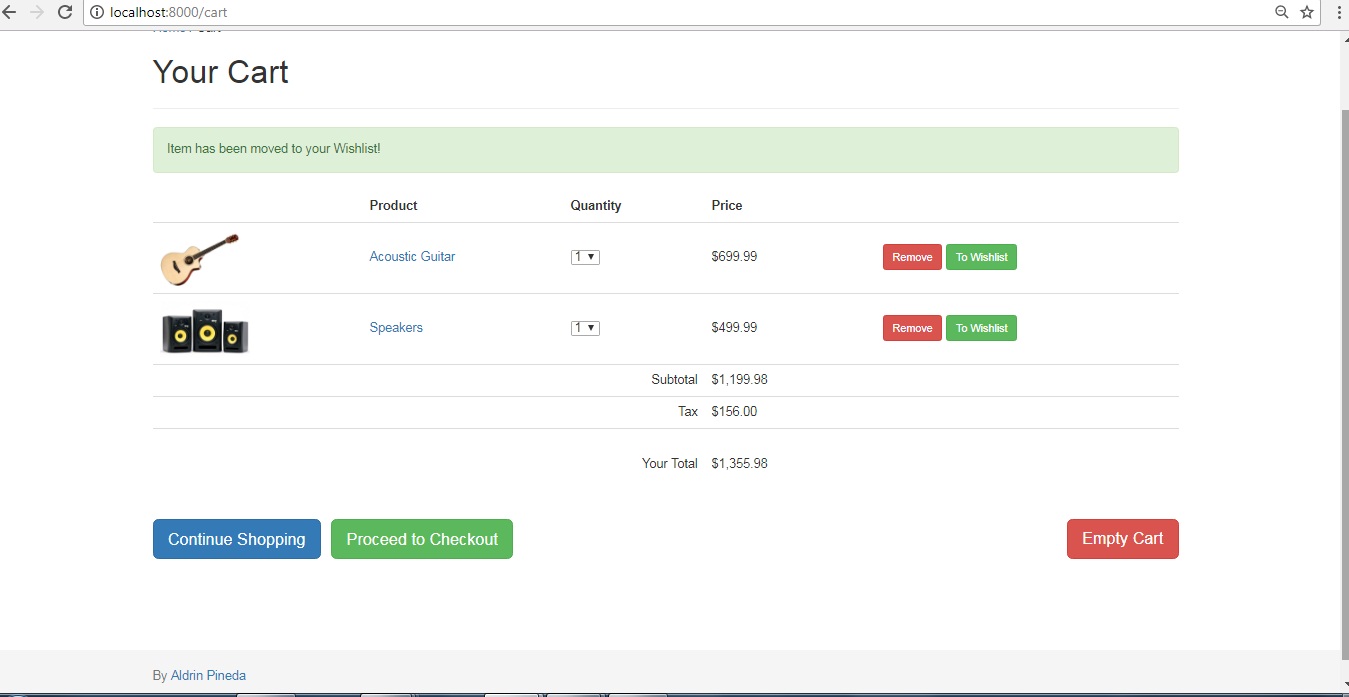 localhost:8000/cart
Home / Cart
Your Cart
Item has been moved to your Wishlist!
Product Quantity Price
Acoustic Guitar 1 $699.99 Remove To Wishlist
Speakers 1 $499.99 Remove To Wishlist
Subtotal $1,199.98
Tax $156.00
Your Total $1,355.98
Continue Shopping Proceed to Checkout Empty Cart
By Aldrin Pineda